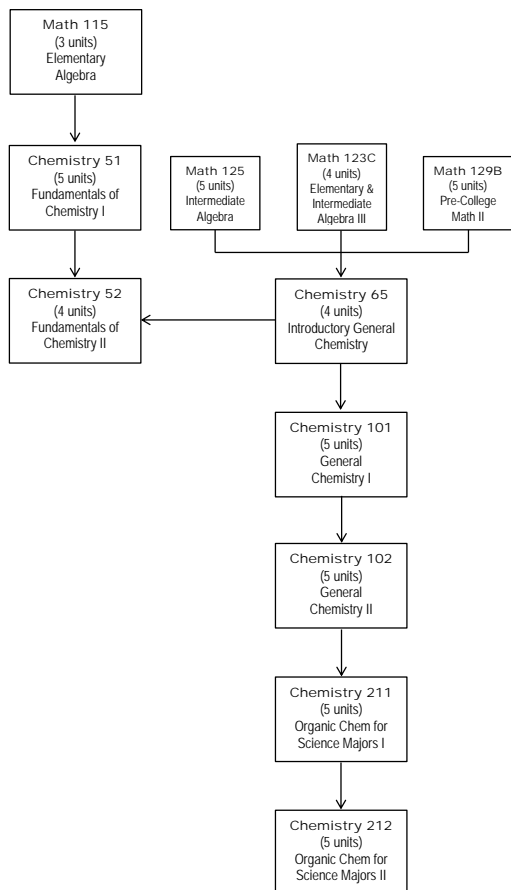 Math 115
(3 units)
Elementary
Algebra
Chemistry 51
(5 units)
Fundamentals of
Chemistry I
Math 125
(5 units)
Intermediate
Algebra
Math 123C
(4 units)
Elementary &
Intermediate
Algebra III
Math 129B
(5 units)
Pre-College
Math II
Chemistry 52
(4 units)
Fundamentals of
Chemistry II
Chemistry 65
(4 units)
Introductory General
Chemistry
Chemistry 101
(5 units)
General
Chemistry I
Chemistry 102
(5 units)
General
Chemistry II
Chemistry 211
(5 units)
Organic Chem for
Science Majors I
Chemistry 212
(5 units)
Organic Chem for
Science Majors II